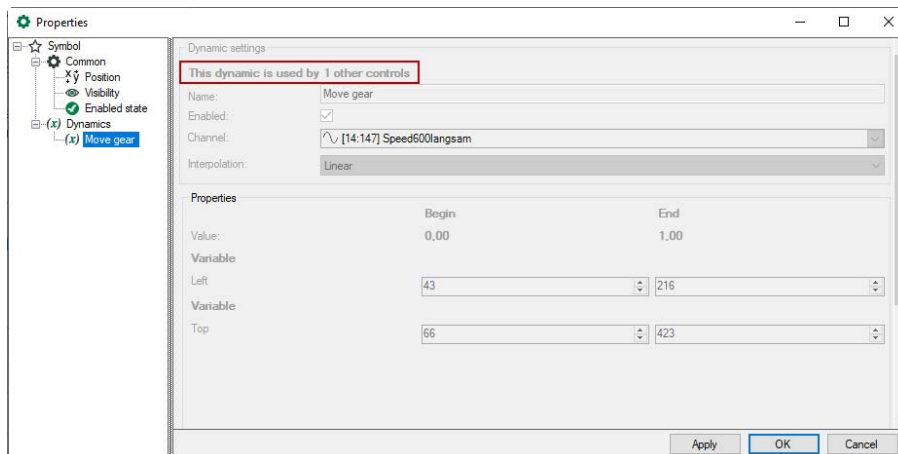 Properties
Symbol
Common
Position
Visibility
Enabled state
Dynamics
Move gear
Dynamic settings
This dynamic is used by 1 other controls
Name: Move gear
Enabled:
Channel: [14:147] Speed600langsam
Interpolation: Linear
Properties
Begin End
Value: 0,00 1,00
Variable
Left 43 216
Variable
Top 66 423
Apply OK Cancel